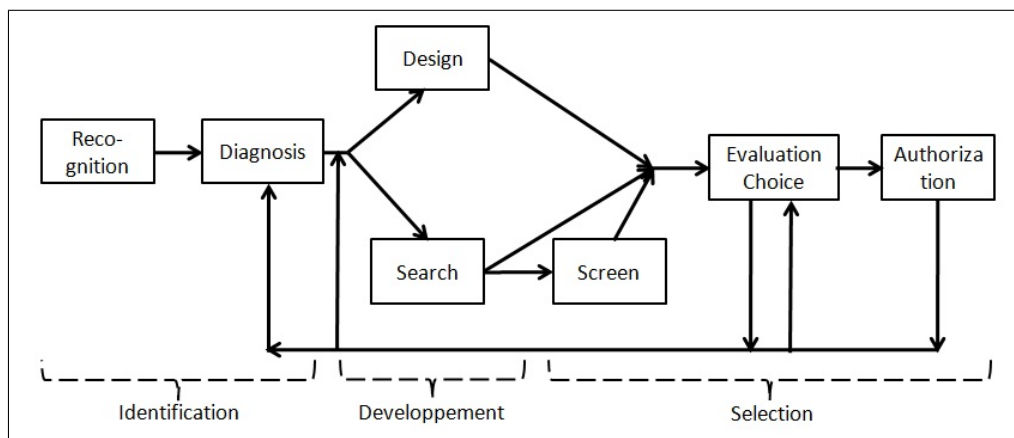 Design
Reco-
gnition
Diagnosis
Evaluation
Choice
Authoriza
tion
Search
Screen
Identification
Developpement
Selection